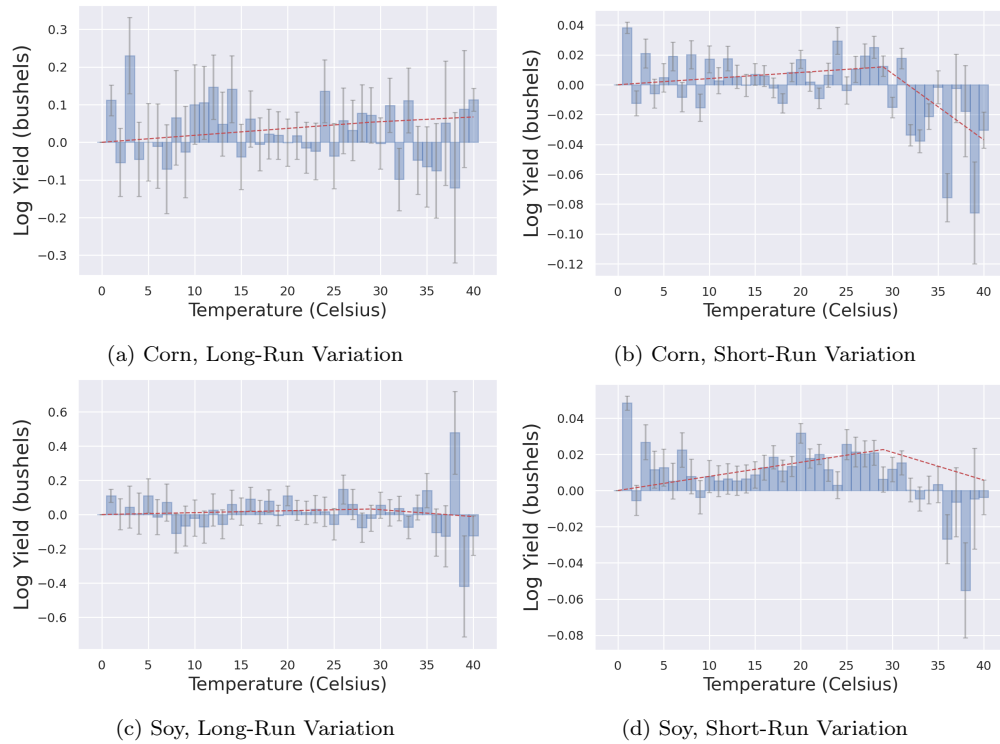 0.3
0.2
0.1
0.0
−0.1
−0.2
−0.3
Log Yield (bushels)
0 5 10 15 20 25 30 35 40
Temperature (Celsius)
(a) Corn, Long-Run Variation
0.04
0.02
0.00
−0.02
−0.04
−0.06
−0.08
−0.10
−0.12
Log Yield (bushels)
0 5 10 15 20 25 30 35 40
Temperature (Celsius)
(b) Corn, Short-Run Variation
0.6
0.4
0.2
0.0
−0.2
−0.4
−0.6
Log Yield (bushels)
0 5 10 15 20 25 30 35 40
Temperature (Celsius)
(c) Soy, Long-Run Variation
0.04
0.02
0.00
−0.02
−0.04
−0.06
−0.08
Log Yield (bushels)
0 5 10 15 20 25 30 35 40
Temperature (Celsius)
(d) Soy, Short-Run Variation